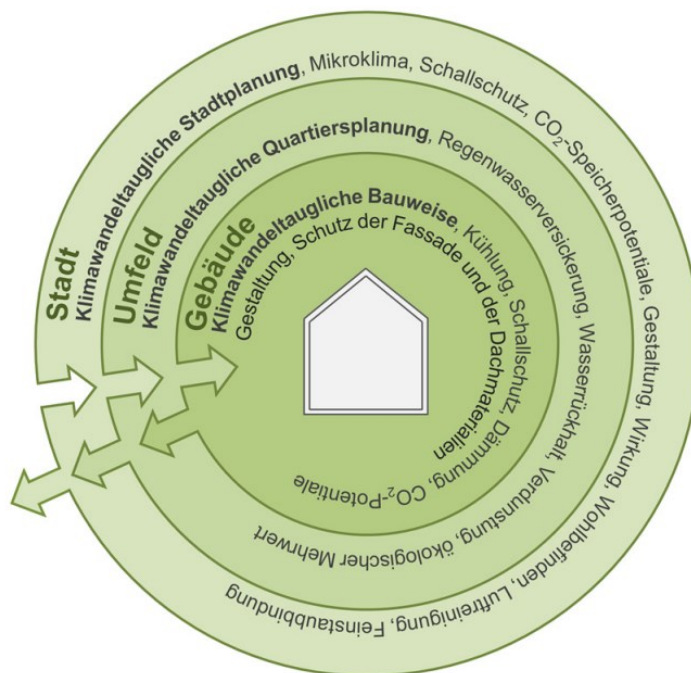 Stadt
Klimawandeltaugliche Stadtplanung, Mikroklima, Schallschutz, CO₂-Speicherpotentiale, Gestaltung, Wirkung, Wohlbefinden, Luftreinigung, Feinstaubbindung
Umfeld
Klimawandeltaugliche Quartiersplanung, Regenwasserversickerung, Wasserrückhalt, Verdunstung, ökologischer Mehrwert
Gebäude
Klimawandeltaugliche Bauweise, Kühlung, Schallschutz, Dämmung, CO₂-Potentiale
Gestaltung, Schutz der Fassade und der Dachmaterialien